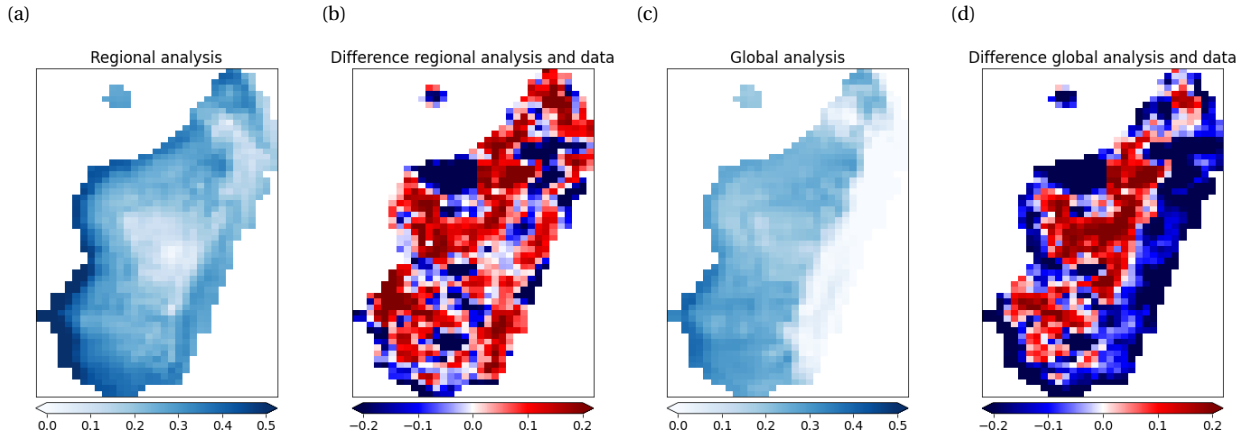 (a) (b) (c) (d)
Regional analysis Difference regional analysis and data Global analysis Difference global analysis and data
0.0 0.1 0.2 0.3 0.4 0.5 −0.2 −0.1 0.0 0.1 0.2 0.0 0.1 0.2 0.3 0.4 0.5 −0.2 −0.1 0.0 0.1 0.2